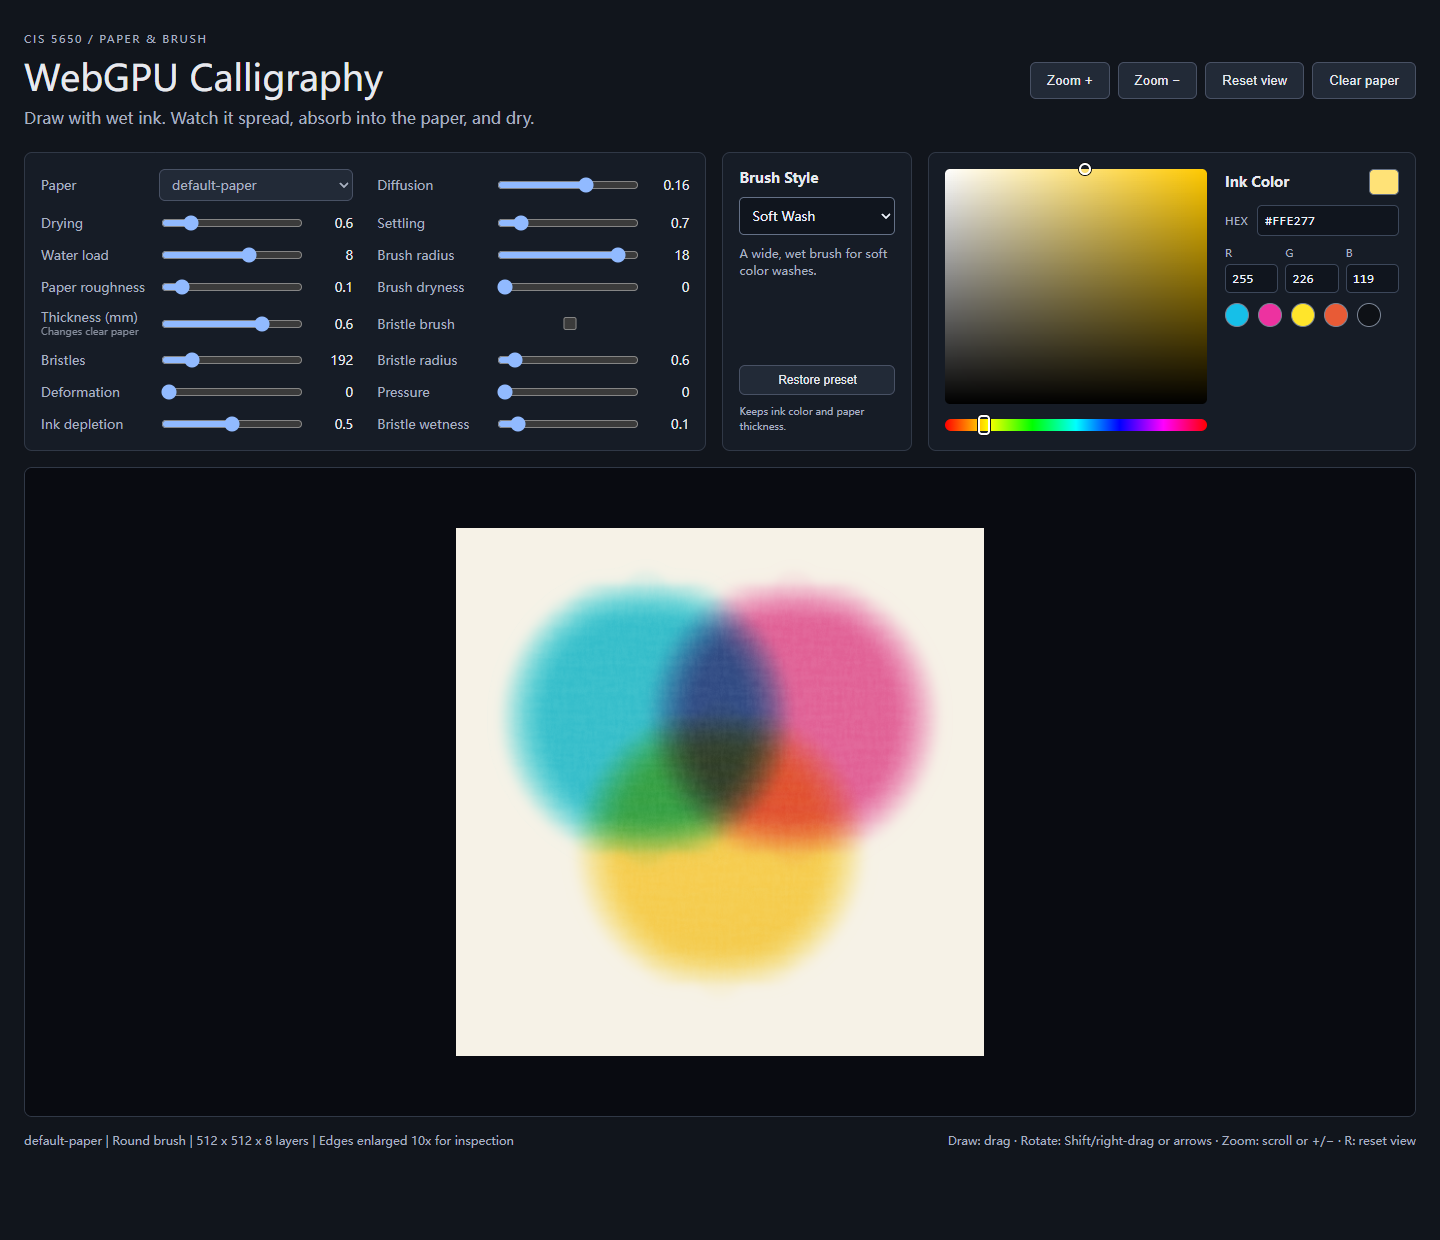 CIS 5650 / PAPER & BRUSH
WebGPU Calligraphy
Draw with wet ink. Watch it spread, absorb into the paper, and dry.
Zoom +
Zoom −
Reset view
Clear paper
Paper
default-paper
Diffusion
0.16
Drying
0.6
Settling
0.7
Water load
8
Brush radius
18
Paper roughness
0.1
Brush dryness
0
Thickness (mm)
Changes clear paper
0.6
Bristle brush
Bristles
192
Bristle radius
0.6
Deformation
0
Pressure
0
Ink depletion
0.5
Bristle wetness
0.1
Brush Style
Soft Wash
A wide, wet brush for soft
color washes.
Restore preset
Keeps ink color and paper
thickness.
Ink Color
HEX
#FFE277
R
G
B
255
226
119
default-paper | Round brush | 512 x 512 x 8 layers | Edges enlarged 10x for inspection
Draw: drag · Rotate: Shift/right-drag or arrows · Zoom: scroll or +/− · R: reset view